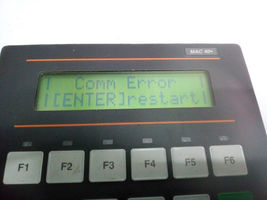 MAC 40+
| Comm Error |
|[ENTER]restart|
F1 F2 F3 F4 F5 F6